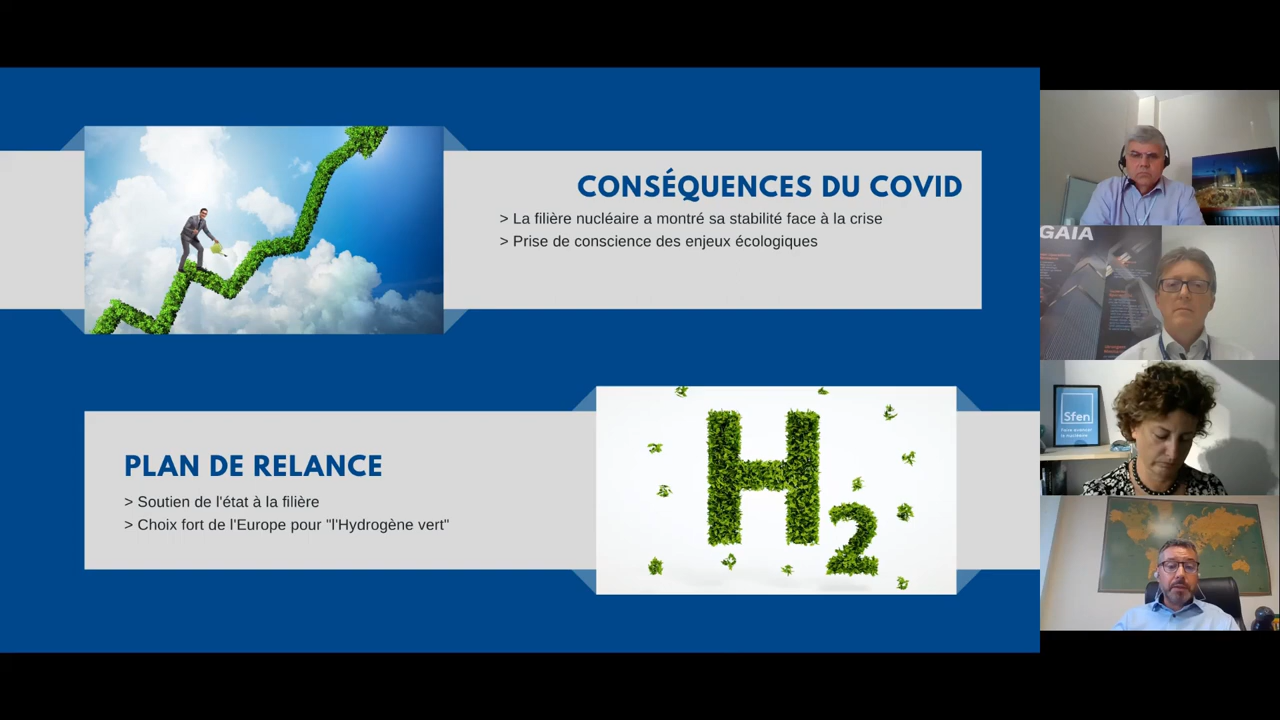 CONSÉQUENCES DU COVID
> La filière nucléaire a montré sa stabilité face à la crise
> Prise de conscience des enjeux écologiques
PLAN DE RELANCE
> Soutien de l'état à la filière
> Choix fort de l'Europe pour "l'Hydrogène vert"
H2
GAIA
Sfen